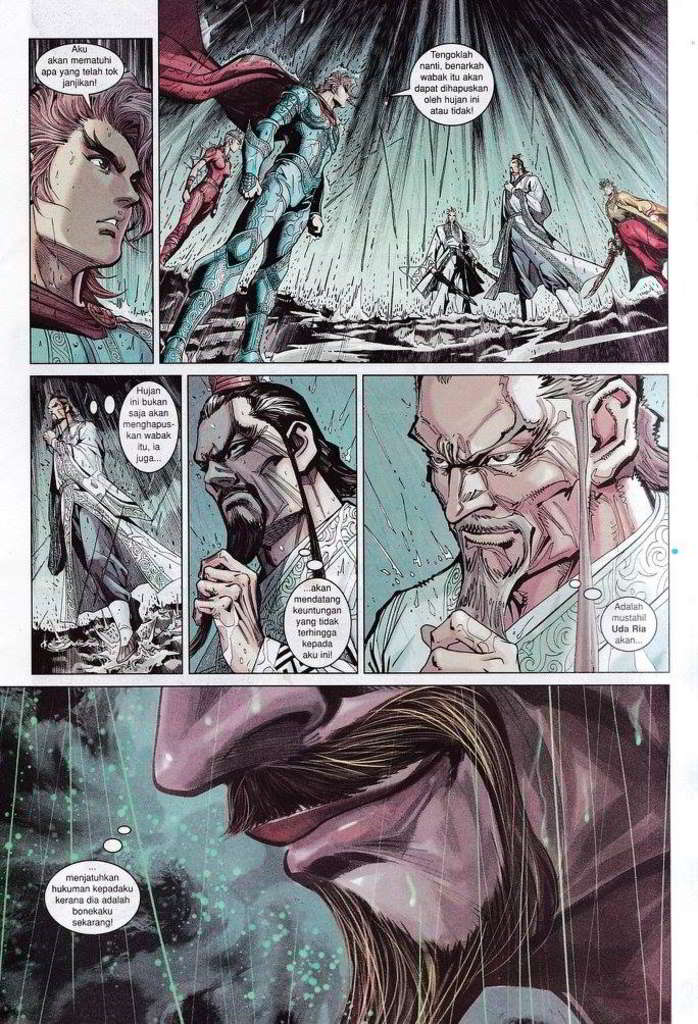 Aku
akan mematuhi
apa yang telah tok
janjikan!
Tengoklah
nanti, benarkah
wabak itu akan
dapat dihapuskan
oleh hujan ini
atau tidak!
Hujan
ini bukan
saja akan
menghapus-
kan wabak
itu, ia
juga...
...akan
mendatang
keuntungan
yang tidak
terhingga
kepada
aku ini!
Adalah
mustahil
Uda Ria
akan...
...
menjatuhkan
hukuman kepadaku
kerana dia adalah
bonekaku
sekarang!